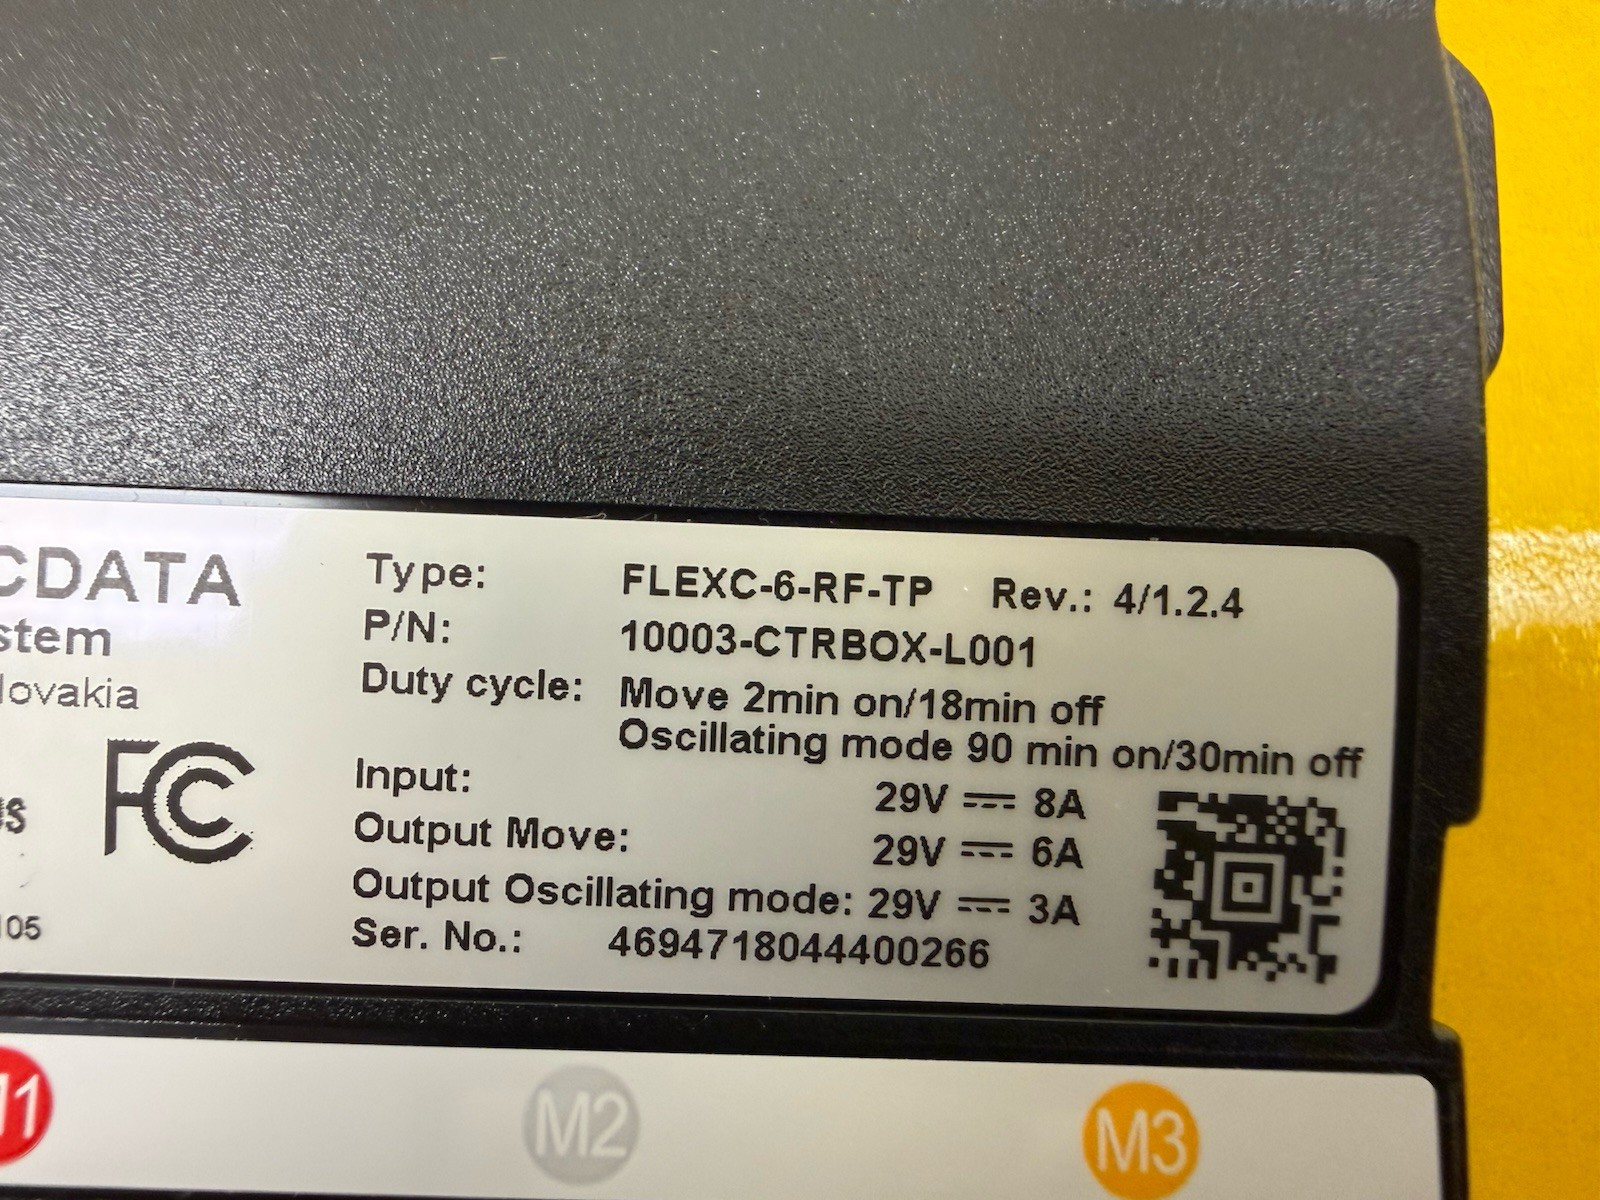 CDATA
stem
lovakia
FC
105
Type: FLEXC-6-RF-TP Rev.: 4/1.2.4
P/N: 10003-CTRBOX-L001
Duty cycle: Move 2min on/18min off
Oscillating mode 90 min on/30min off
Input: 29V ⎓ 8A
Output Move: 29V ⎓ 6A
Output Oscillating mode: 29V ⎓ 3A
Ser. No.: 4694718044400266
M1
M2
M3